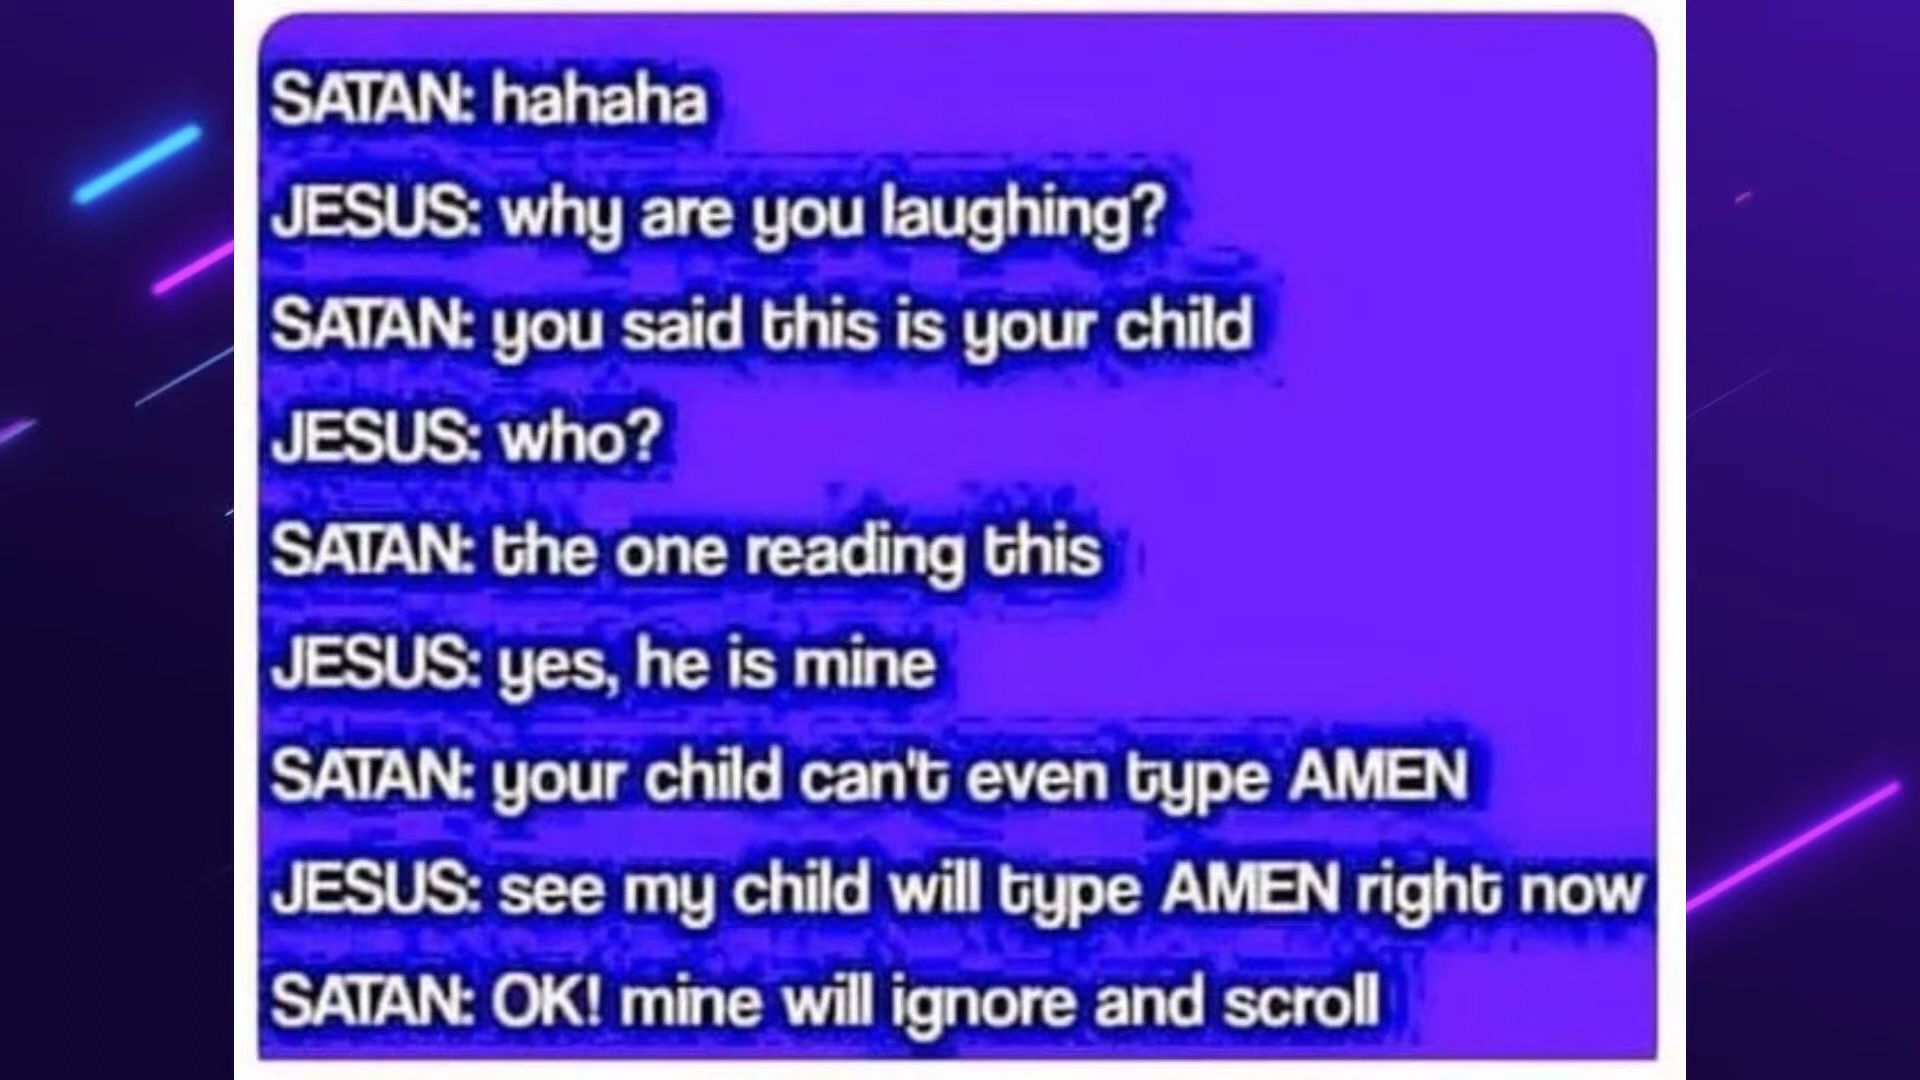 SATAN: hahaha
JESUS: why are you laughing?
SATAN: you said this is your child
JESUS: who?
SATAN: the one reading this
JESUS: yes, he is mine
SATAN: your child can't even type AMEN
JESUS: see my child will type AMEN right now
SATAN: OK! mine will ignore and scroll